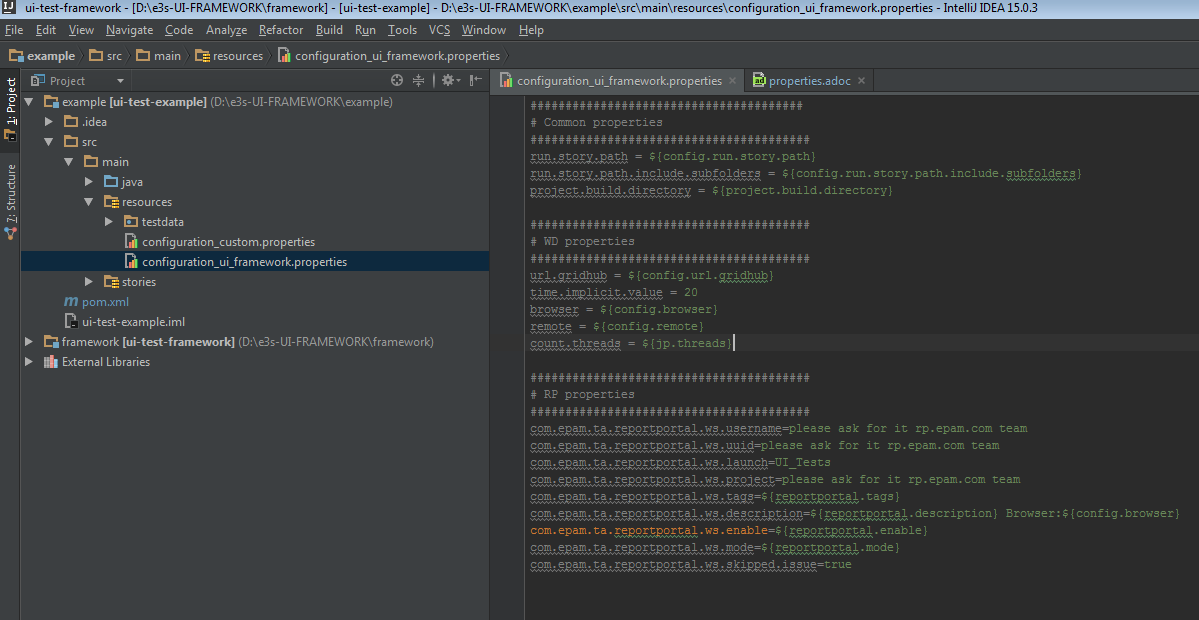 ui-test-framework - [D:\e3s-UI-FRAMEWORK\framework] - [ui-test-example] - D:\e3s-UI-FRAMEWORK\example\src\main\resources\configuration_ui_framework.properties - IntelliJ IDEA 15.0.3
File Edit View Navigate Code Analyze Refactor Build Run Tools VCS Window Help
example src main resources configuration_ui_framework.properties
1: Project
7: Structure
Project
example [ui-test-example] (D:\e3s-UI-FRAMEWORK\example)
.idea
src
main
java
resources
testdata
configuration_custom.properties
configuration_ui_framework.properties
stories
pom.xml
ui-test-example.iml
framework [ui-test-framework] (D:\e3s-UI-FRAMEWORK\framework)
External Libraries
configuration_ui_framework.properties properties.adoc
#######################################
# Common properties
########################################
run.story.path = ${config.run.story.path}
run.story.path.include.subfolders = ${config.run.story.path.include.subfolders}
project.build.directory = ${project.build.directory}
########################################
# WD properties
########################################
url.gridhub = ${config.url.gridhub}
time.implicit.value = 20
browser = ${config.browser}
remote = ${config.remote}
count.threads = ${jp.threads}
########################################
# RP properties
########################################
com.epam.ta.reportportal.ws.username=please ask for it rp.epam.com team
com.epam.ta.reportportal.ws.uuid=please ask for it rp.epam.com team
com.epam.ta.reportportal.ws.launch=UI_Tests
com.epam.ta.reportportal.ws.project=please ask for it rp.epam.com team
com.epam.ta.reportportal.ws.tags=${reportportal.tags}
com.epam.ta.reportportal.ws.description=${reportportal.description} Browser:${config.browser}
com.epam.ta.reportportal.ws.enable=${reportportal.enable}
com.epam.ta.reportportal.ws.mode=${reportportal.mode}
com.epam.ta.reportportal.ws.skipped.issue=true